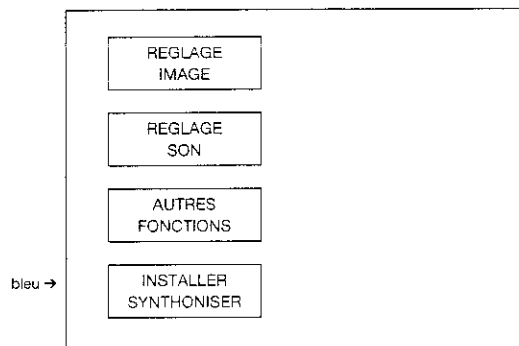 REGLAGE
IMAGE
REGLAGE
SON
AUTRES
FONCTIONS
bleu →
INSTALLER
SYNTHONISER